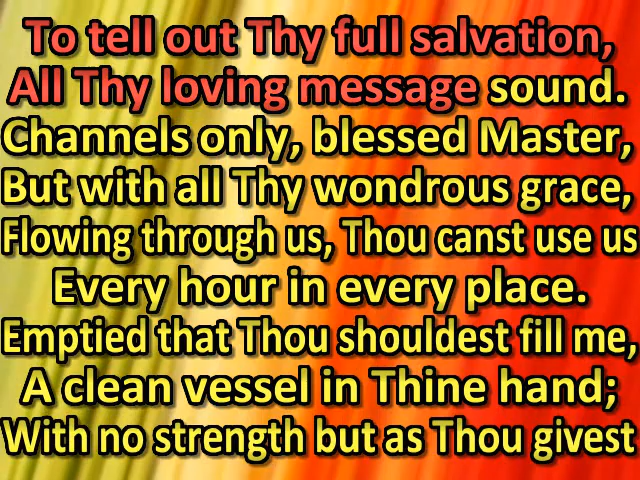 To tell out Thy full salvation,
All Thy loving message sound.
Channels only, blessed Master,
But with all Thy wondrous grace,
Flowing through us, Thou canst use us
Every hour in every place.
Emptied that Thou shouldest fill me,
A clean vessel in Thine hand;
With no strength but as Thou givest